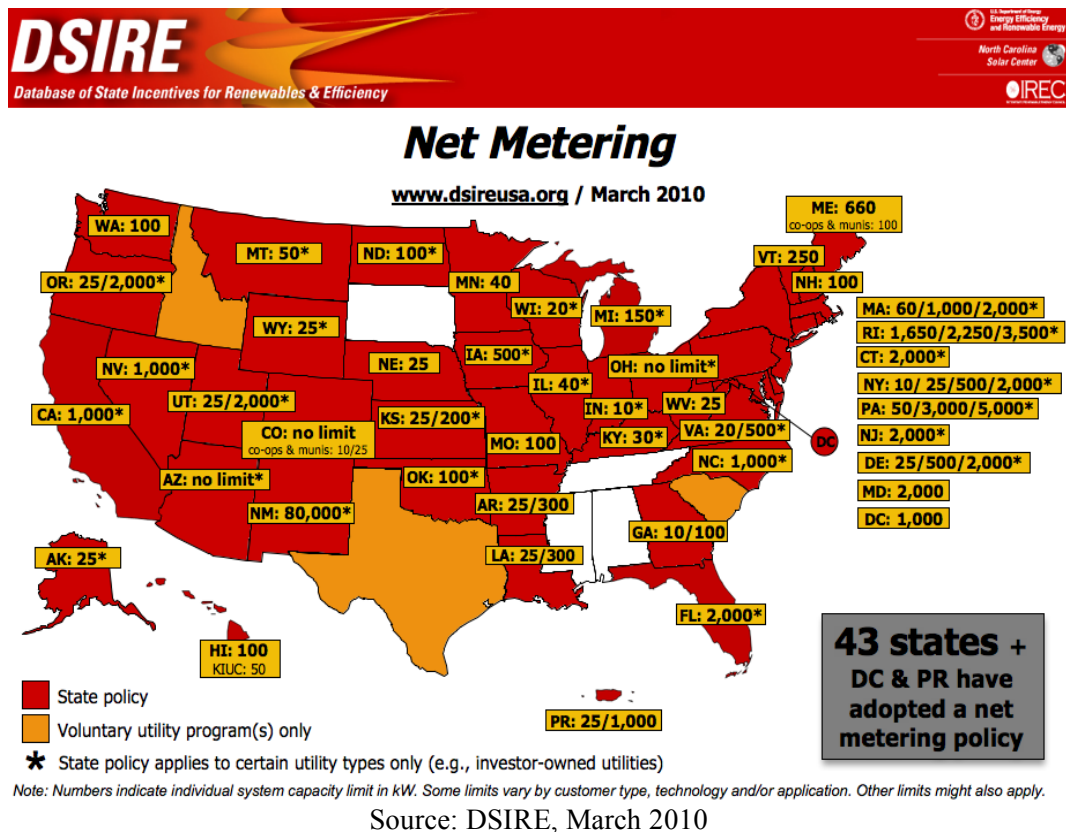 DSIRE
Database of State Incentives for Renewables & Efficiency
U.S. Department of Energy
Energy Efficiency
and Renewable Energy
North Carolina
Solar Center
IREC
Net Metering
www.dsireusa.org / March 2010
WA: 100
OR: 25/2,000*
MT: 50*
ND: 100*
MN: 40
WI: 20*
MI: 150*
ME: 660
co-ops & munis: 100
VT: 250
NH: 100
MA: 60/1,000/2,000*
RI: 1,650/2,250/3,500*
CT: 2,000*
NY: 10/ 25/500/2,000*
PA: 50/3,000/5,000*
NJ: 2,000*
DE: 25/500/2,000*
MD: 2,000
DC: 1,000
WY: 25*
NV: 1,000*
UT: 25/2,000*
CA: 1,000*
CO: no limit
co-ops & munis: 10/25
NE: 25
IA: 500*
IL: 40*
OH: no limit*
IN: 10*
WV: 25
KS: 25/200*
MO: 100
KY: 30*
VA: 20/500*
DC
NC: 1,000*
AZ: no limit*
NM: 80,000*
OK: 100*
AR: 25/300
LA: 25/300
GA: 10/100
FL: 2,000*
AK: 25*
HI: 100
KIUC: 50
PR: 25/1,000
State policy
Voluntary utility program(s) only
* State policy applies to certain utility types only (e.g., investor-owned utilities)
43 states +
DC & PR have
adopted a net
metering policy
Note: Numbers indicate individual system capacity limit in kW. Some limits vary by customer type, technology and/or application. Other limits might also apply.
Source: DSIRE, March 2010